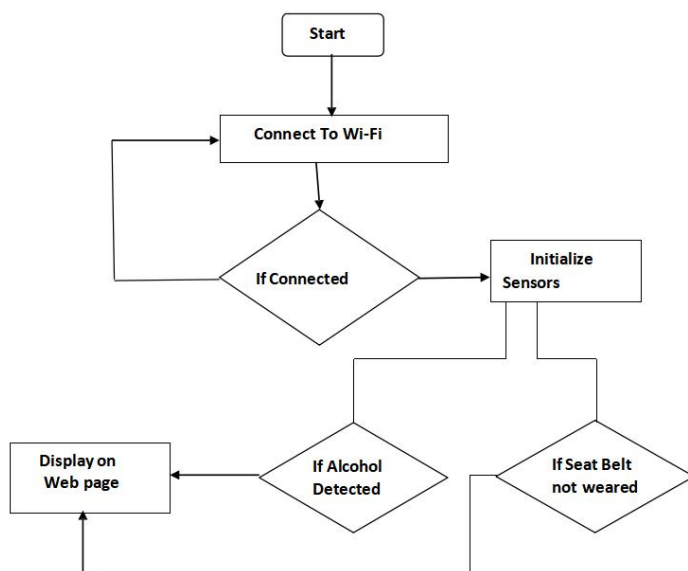 Start
Connect To Wi-Fi
If Connected
Initialize
Sensors
Display on
Web page
If Alcohol
Detected
If Seat Belt
not weared